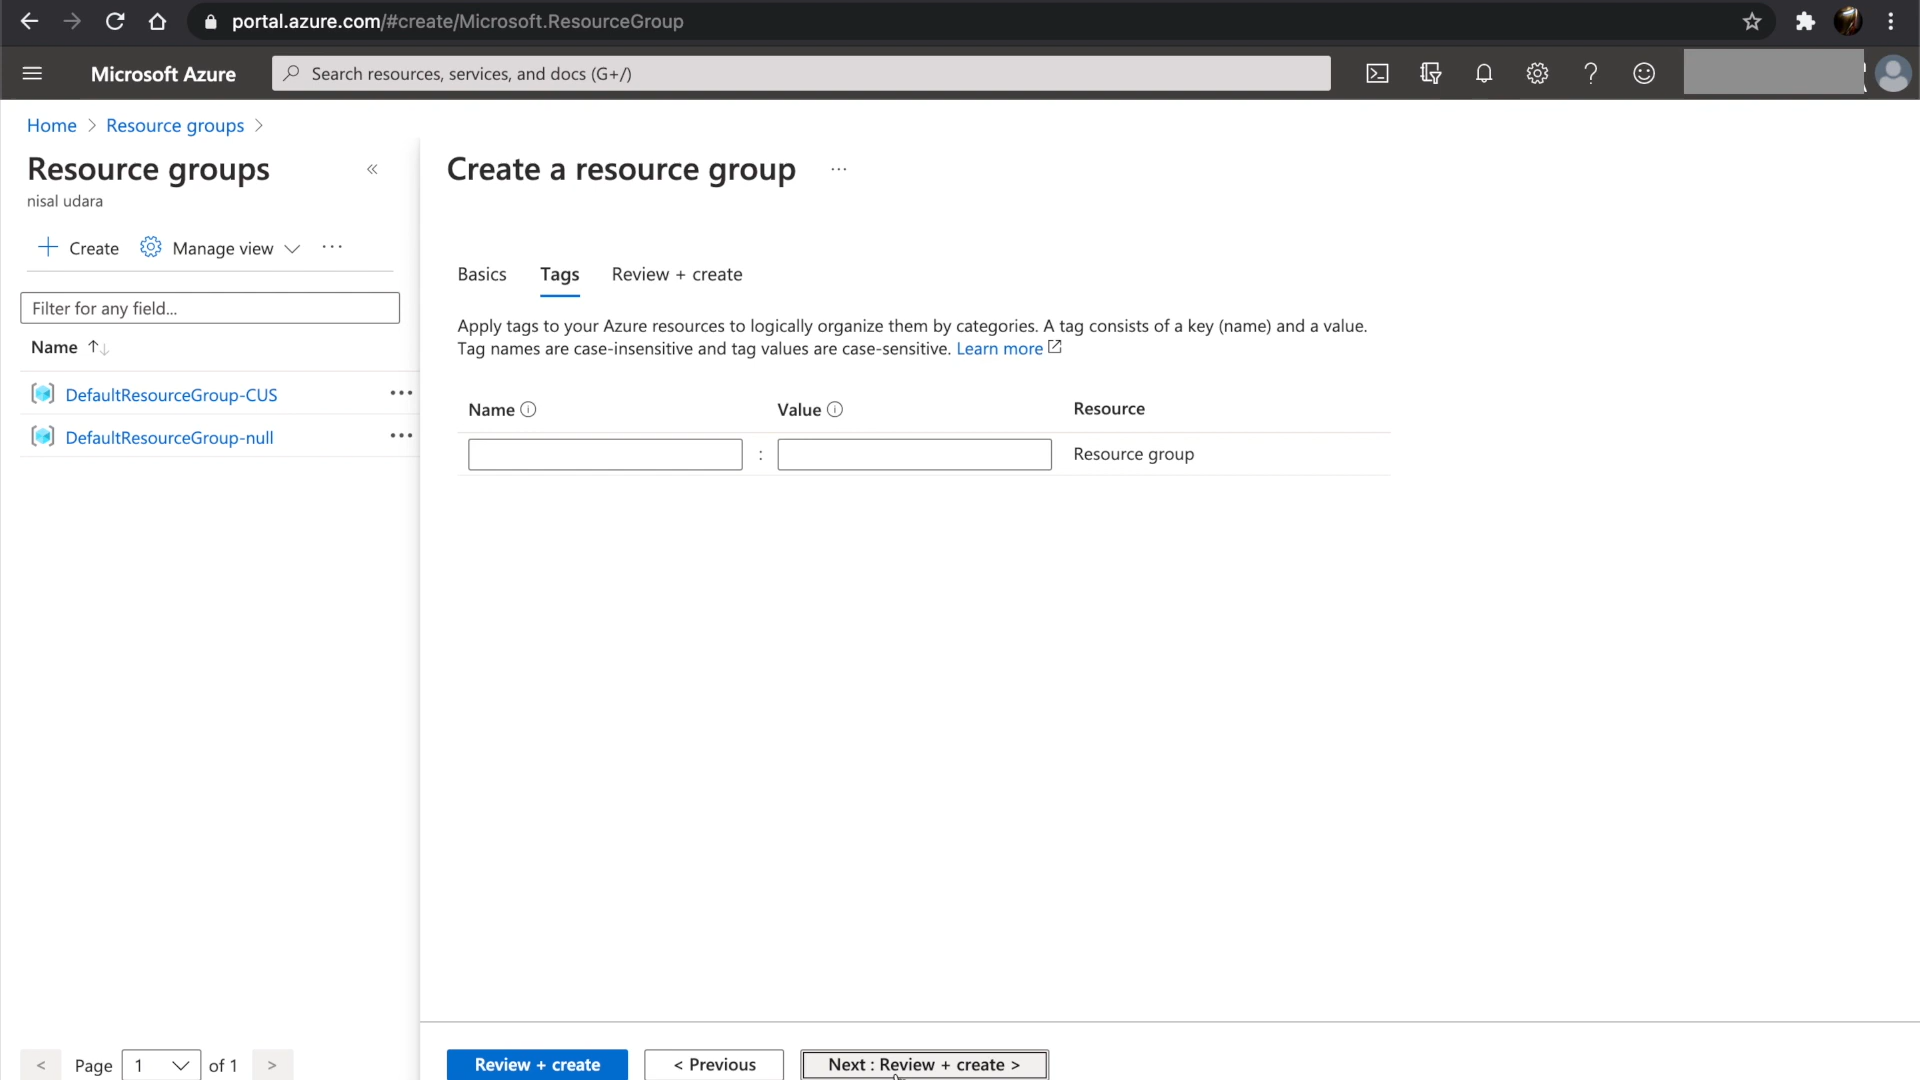 portal.azure.com/#create/Microsoft.ResourceGroup
Microsoft Azure
Search resources, services, and docs (G+/)
Home > Resource groups >
Resource groups
nisal udara
Create
Manage view
Filter for any field...
Name
DefaultResourceGroup-CUS
DefaultResourceGroup-null
< Page 1 of 1 >
Create a resource group
Basics Tags Review + create
Apply tags to your Azure resources to logically organize them by categories. A tag consists of a key (name) and a value.
Tag names are case-insensitive and tag values are case-sensitive. Learn more
Name Value Resource
: Resource group
Review + create < Previous Next : Review + create >